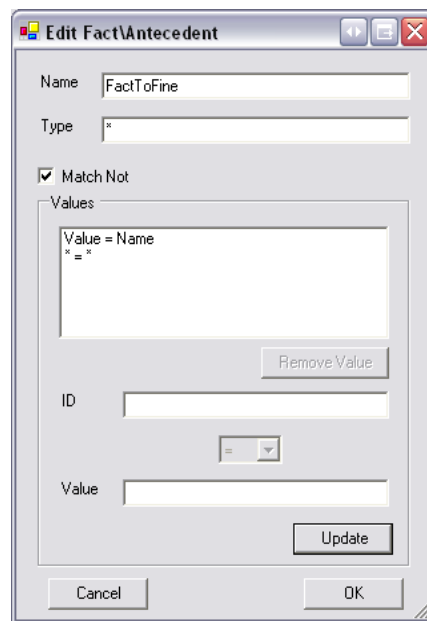 Edit Fact\Antecedent
Name FactToFine
Type *
Match Not
Values
Value = Name
* = *
Remove Value
ID
=
Value
Update
Cancel OK